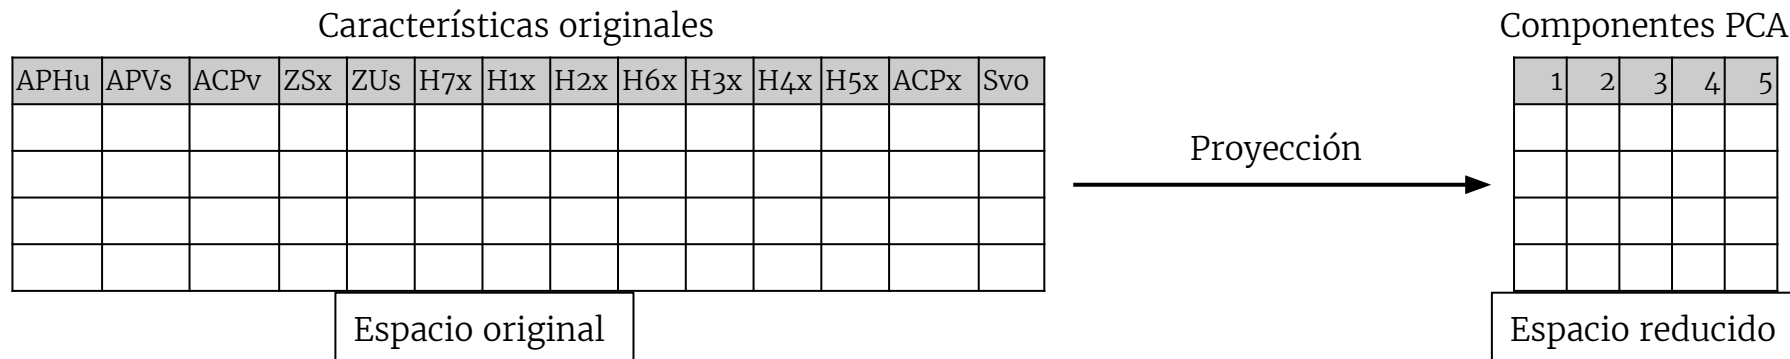 Características originales
Componentes PCA
APHu APVs ACPv ZSx ZUs H7x H1x H2x H6x H3x H4x H5x ACPx Svo
1 2 3 4 5
Proyección
Espacio original
Espacio reducido